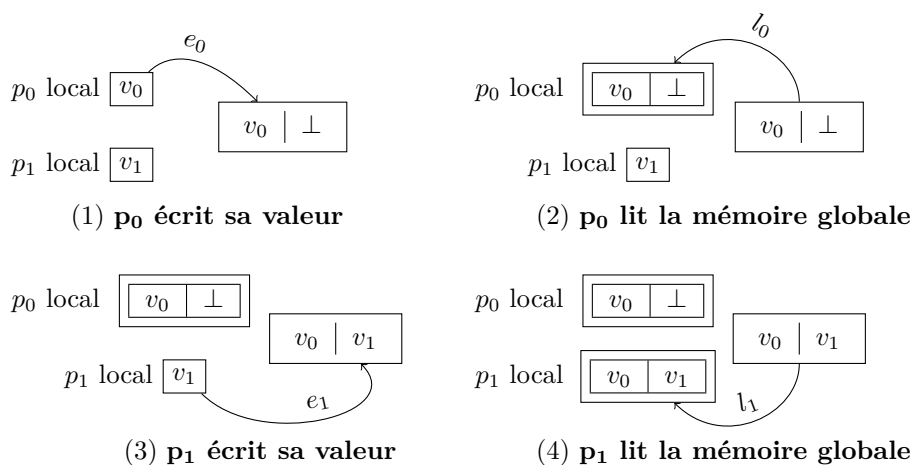 e₀
p₀ local v₀
v₀ | ⊥
p₁ local v₁
(1) p₀ écrit sa valeur
l₀
p₀ local v₀ | ⊥
v₀ | ⊥
p₁ local v₁
(2) p₀ lit la mémoire globale
p₀ local v₀ | ⊥
v₀ | v₁
p₁ local v₁
e₁
(3) p₁ écrit sa valeur
p₀ local v₀ | ⊥
v₀ | v₁
p₁ local v₀ | v₁
l₁
(4) p₁ lit la mémoire globale